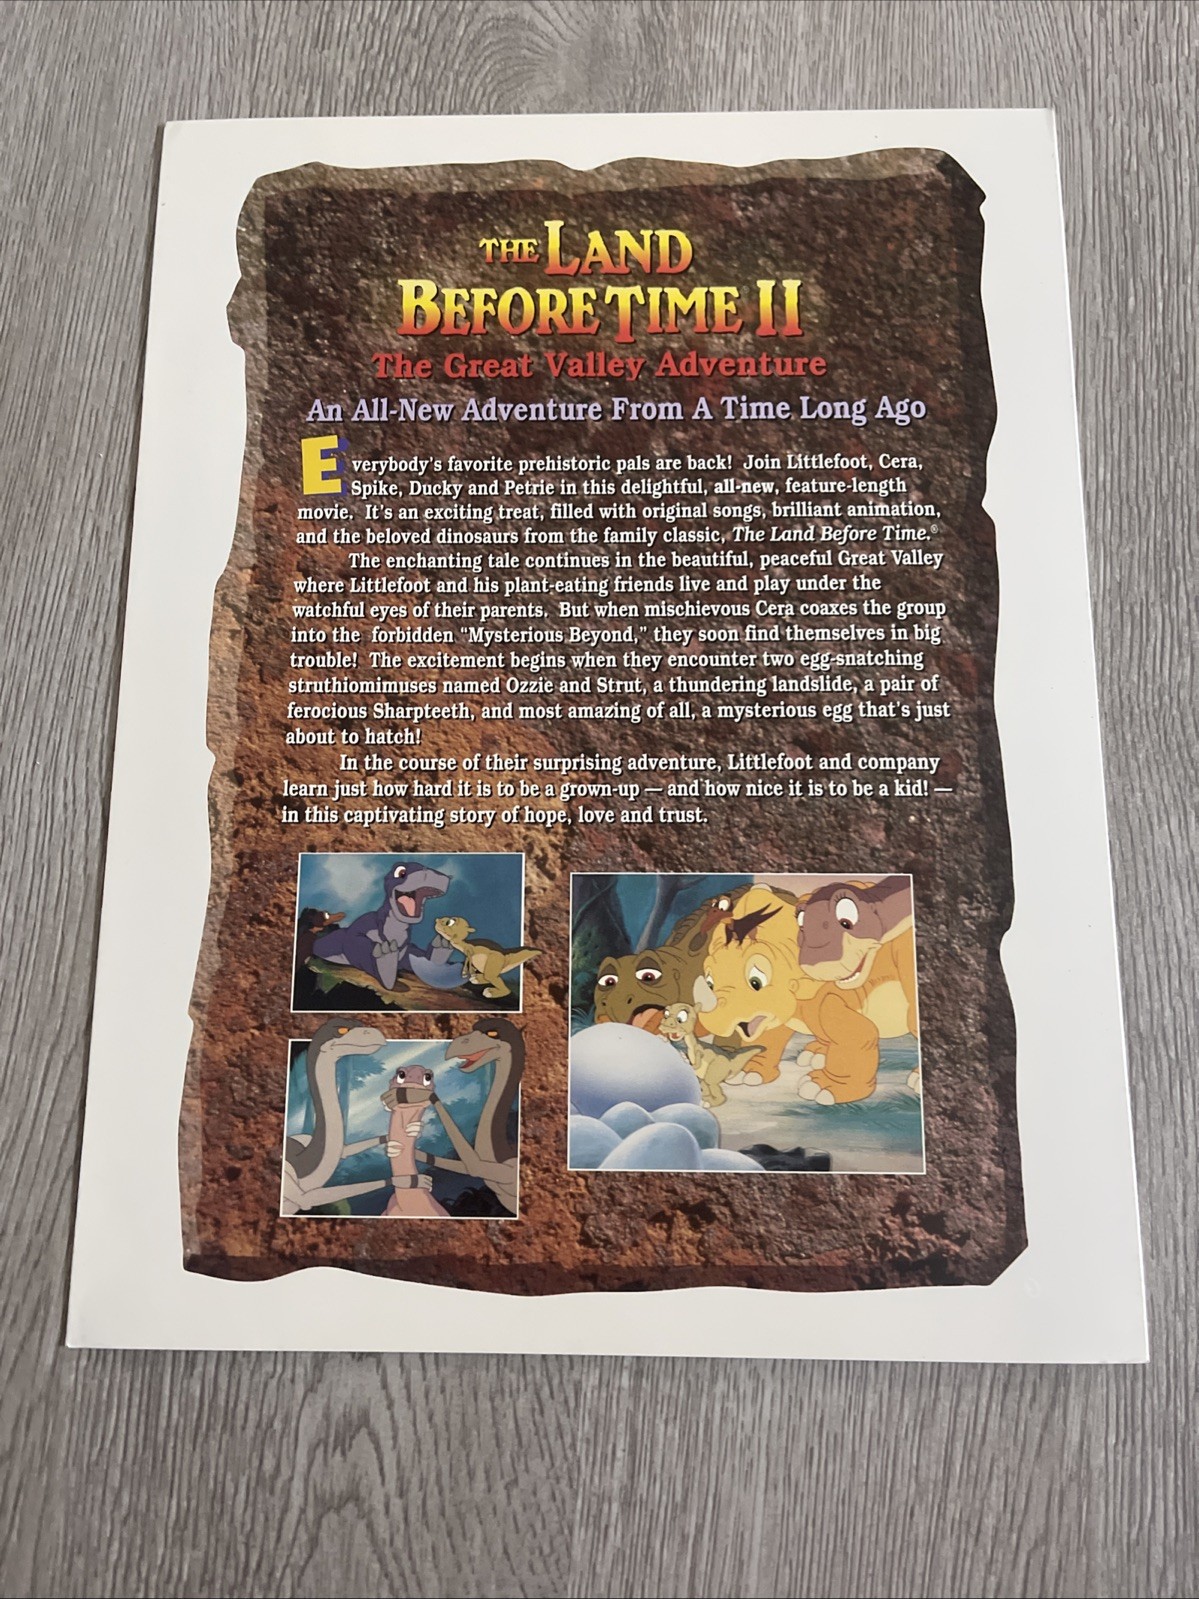 THE LAND
BEFORE TIME II
The Great Valley Adventure
An All-New Adventure From A Time Long Ago
Everybody's favorite prehistoric pals are back! Join Littlefoot, Cera,
Spike, Ducky and Petrie in this delightful, all-new, feature-length
movie. It's an exciting treat, filled with original songs, brilliant animation,
and the beloved dinosaurs from the family classic, The Land Before Time.®
The enchanting tale continues in the beautiful, peaceful Great Valley
where Littlefoot and his plant-eating friends live and play under the
watchful eyes of their parents. But when mischievous Cera coaxes the group
into the forbidden "Mysterious Beyond," they soon find themselves in big
trouble! The excitement begins when they encounter two egg-snatching
struthiomimuses named Ozzie and Strut, a thundering landslide, a pair of
ferocious Sharpteeth, and most amazing of all, a mysterious egg that's just
about to hatch!
In the course of their surprising adventure, Littlefoot and company
learn just how hard it is to be a grown-up — and how nice it is to be a kid! —
in this captivating story of hope, love and trust.